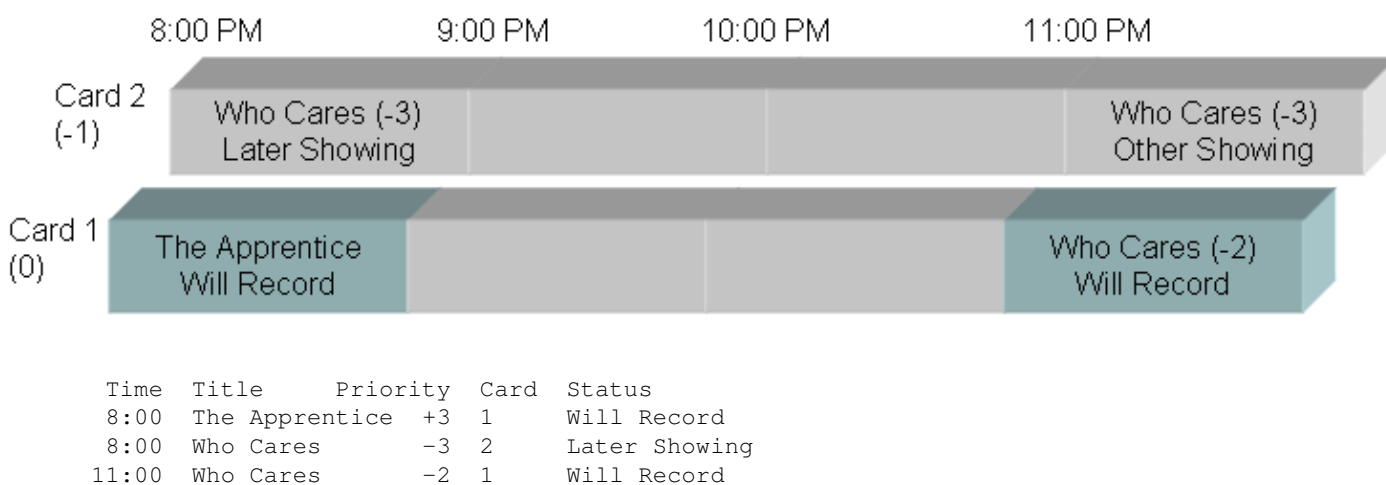 8:00 PM 9:00 PM 10:00 PM 11:00 PM
Card 2
(-1)
Who Cares (-3)
Later Showing
Who Cares (-3)
Other Showing
Card 1
(0)
The Apprentice
Will Record
Who Cares (-2)
Will Record
Time Title Priority Card Status
8:00 The Apprentice +3 1 Will Record
8:00 Who Cares -3 2 Later Showing
11:00 Who Cares -2 1 Will Record